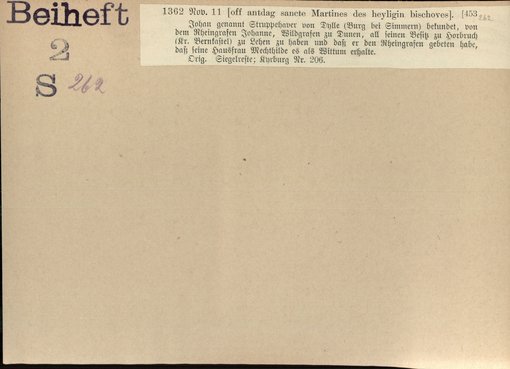 Beiheft
2
S 262
1362 Nov. 11 [off antdag sancte Martines des heyligin bischoves]. [453
262
Johan genannt Struppehaver von Dylle (Burg bei Simmern) bekundet, von
dem Rheingrafen Johanne, Wildgrafen zu Dunen, all seinen Besitz zu Horbruch
(Kr. Bernkastel) zu Lehen zu haben und daß er den Rheingrafen gebeten habe,
daß seine Hausfrau Mechthilde es als Wittum erhalte.
Orig. Siegelreste; Kyrburg Nr. 206.